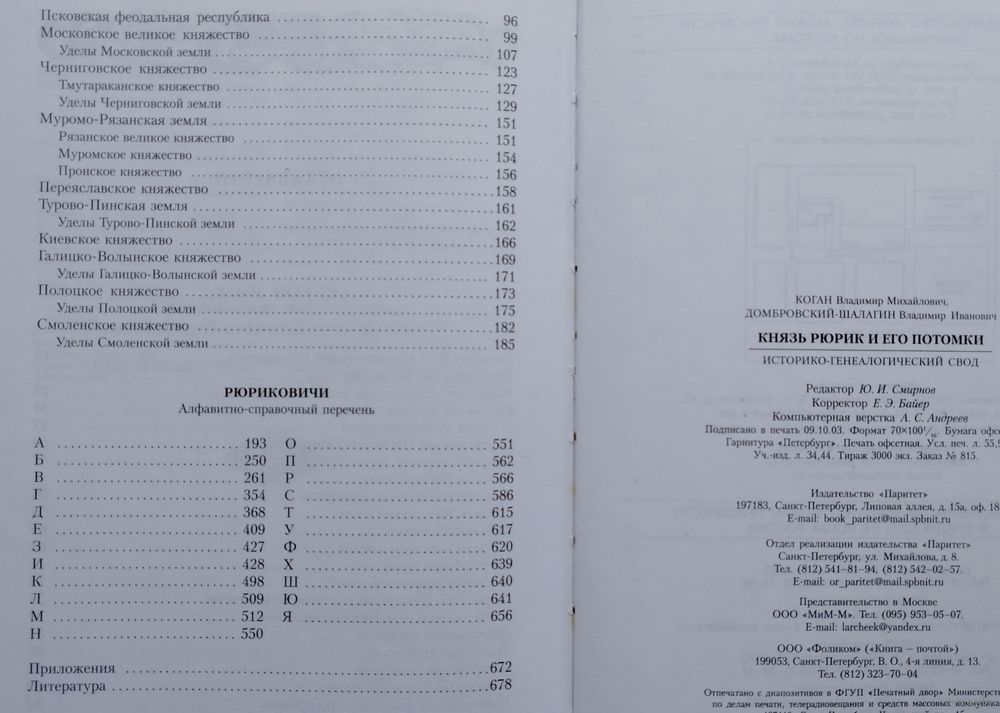 Псковская феодальная республика 96
Московское великое княжество 99
Уделы Московской земли 107
Черниговское княжество 123
Тмутараканское княжество 127
Уделы Черниговской земли 129
Муромо-Рязанская земля 151
Рязанское великое княжество 151
Муромское княжество 154
Пронское княжество 156
Переяславское княжество 158
Турово-Пинская земля 161
Уделы Турово-Пинской земли 162
Киевское княжество 166
Галицко-Волынское княжество 169
Уделы Галицко-Волынской земли 171
Полоцкое княжество 173
Уделы Полоцкой земли 175
Смоленское княжество 182
Уделы Смоленской земли 185
РЮРИКОВИЧИ
Алфавитно-справочный перечень
А 193
Б 250
В 261
Г 354
Д 368
Е 409
З 427
И 428
К 498
Л 509
М 512
Н 550
О 551
П 562
Р 566
С 586
Т 615
У 617
Ф 620
Х 639
Ш 640
Ю 641
Я 656
Приложения 672
Литература 678
КОГАН Владимир Михайлович,
ДОМБРОВСКИЙ-ШАЛАГИН Владимир Иванович
КНЯЗЬ РЮРИК И ЕГО ПОТОМКИ
ИСТОРИКО-ГЕНЕАЛОГИЧЕСКИЙ СВОД
Редактор Ю. И. Смирнов
Корректор Е. Э. Байер
Компьютерная верстка А. С. Андреев
Подписано в печать 09.10.03. Формат 70×100 1/16. Бумага офсе
Гарнитура «Петербург». Печать офсетная. Усл. печ. л. 55,9
Уч.-изд. л. 34,44. Тираж 3000 экз. Заказ № 815.
Издательство «Паритет»
197183, Санкт-Петербург, Липовая аллея, д. 15а, оф. 18
E-mail: book_paritet@mail.spbnit.ru
Отдел реализации издательства «Паритет»
Санкт-Петербург, ул. Михайлова, д. 8.
Тел. (812) 541–81–94, (812) 542–02–57.
E-mail: or_paritet@mail.spbnit.ru
Представительство в Москве
ООО «МиМ-М». Тел. (095) 953–05–07.
E-mail: larcheek@yandex.ru
ООО «Фоликом» («Книга — почтой»)
199053, Санкт-Петербург, В. О., 4-я линия, д. 13.
Тел. (812) 323–70–04
Отпечатано с диапозитивов в ФГУП «Печатный двор» Министерст
по делам печати, телерадиовещания и средств массовых коммуника